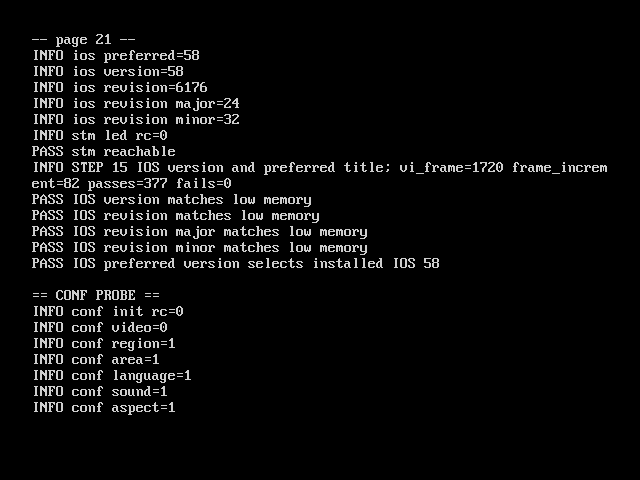 -- page 21 --
INFO ios preferred=58
INFO ios version=58
INFO ios revision=6176
INFO ios revision major=24
INFO ios revision minor=32
INFO stm led rc=0
PASS stm reachable
INFO STEP 15 IOS version and preferred title; vi_frame=1720 frame_increm
ent=82 passes=377 fails=0
PASS IOS version matches low memory
PASS IOS revision matches low memory
PASS IOS revision major matches low memory
PASS IOS revision minor matches low memory
PASS IOS preferred version selects installed IOS 58
== CONF PROBE ==
INFO conf init rc=0
INFO conf video=0
INFO conf region=1
INFO conf area=1
INFO conf language=1
INFO conf sound=1
INFO conf aspect=1